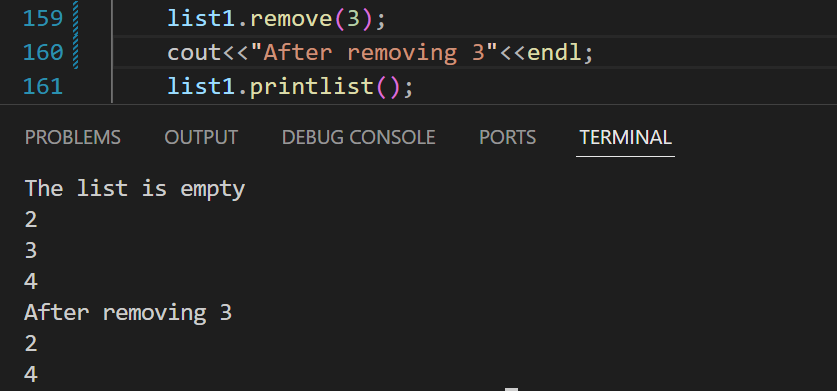 159 list1.remove(3);
160 cout<<"After removing 3"<<endl;
161 list1.printlist();
PROBLEMS OUTPUT DEBUG CONSOLE PORTS TERMINAL
The list is empty
2
3
4
After removing 3
2
4